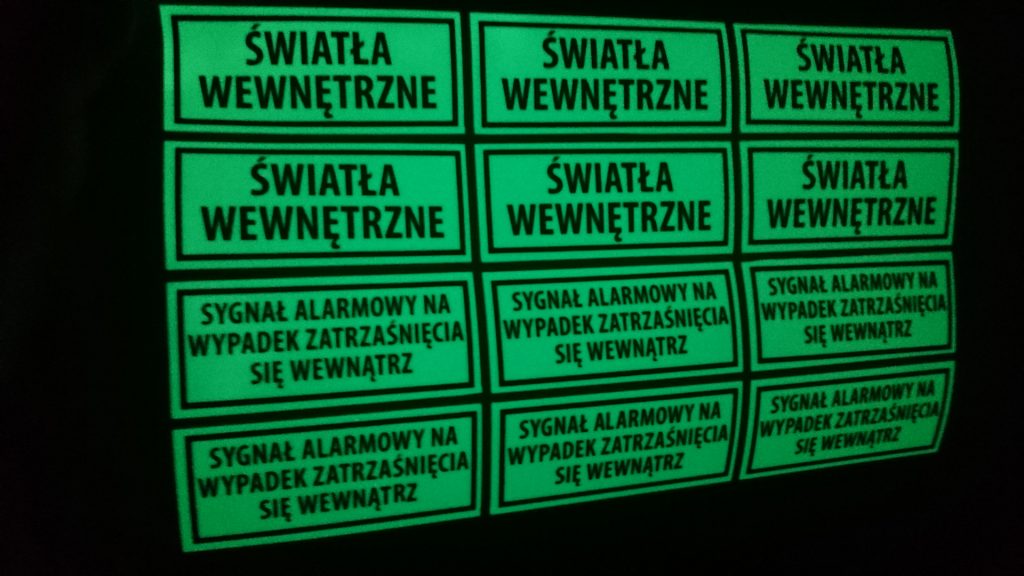 ŚWIATŁA
WEWNĘTRZNE
ŚWIATŁA
WEWNĘTRZNE
ŚWIATŁA
WEWNĘTRZNE
ŚWIATŁA
WEWNĘTRZNE
ŚWIATŁA
WEWNĘTRZNE
ŚWIATŁA
WEWNĘTRZNE
SYGNAŁ ALARMOWY NA
WYPADEK ZATRZAŚNIĘCIA
SIĘ WEWNĄTRZ
SYGNAŁ ALARMOWY NA
WYPADEK ZATRZAŚNIĘCIA
SIĘ WEWNĄTRZ
SYGNAŁ ALARMOWY NA
WYPADEK ZATRZAŚNIĘCIA
SIĘ WEWNĄTRZ
SYGNAŁ ALARMOWY NA
WYPADEK ZATRZAŚNIĘCIA
SIĘ WEWNĄTRZ
SYGNAŁ ALARMOWY NA
WYPADEK ZATRZAŚNIĘCIA
SIĘ WEWNĄTRZ
SYGNAŁ ALARMOWY NA
WYPADEK ZATRZAŚNIĘCIA
SIĘ WEWNĄTRZ